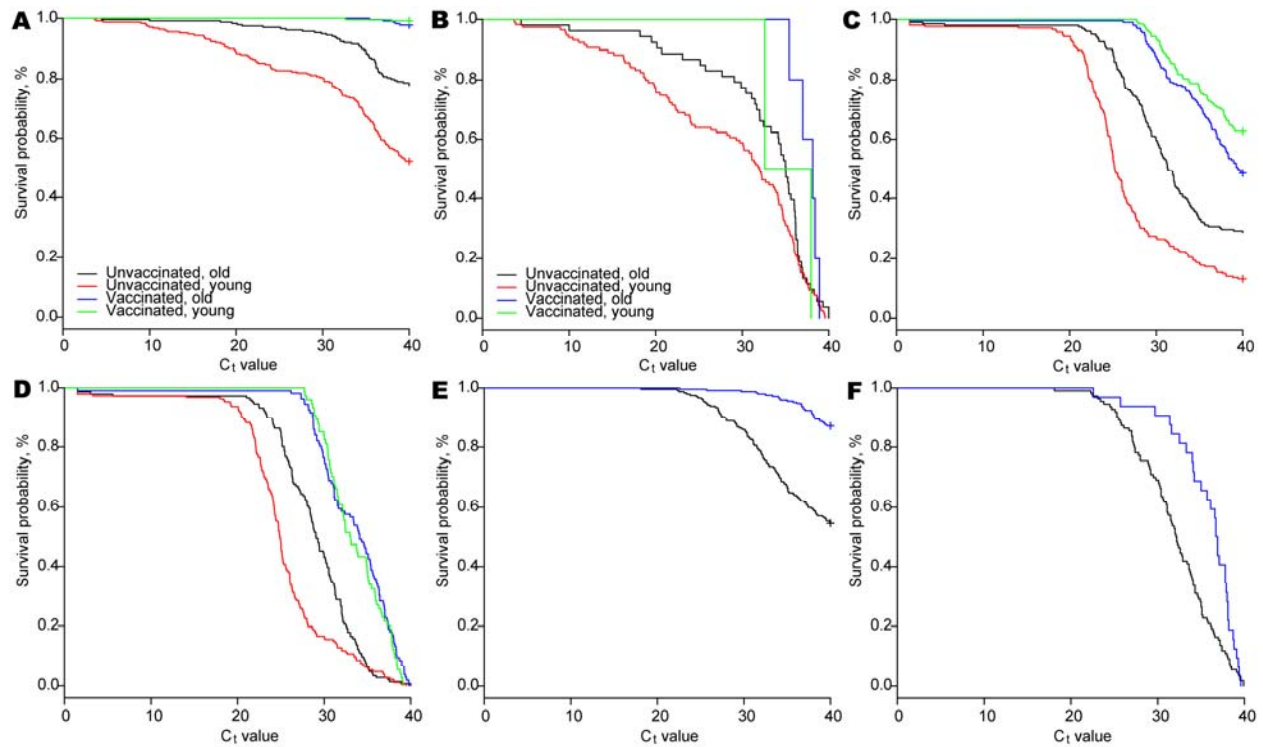 A
Survival probability, %
1.0
0.8
0.6
0.4
0.2
0.0
Unvaccinated, old
Unvaccinated, young
Vaccinated, old
Vaccinated, young
0 10 20 30 40
Ct value
B
Survival probability, %
1.0
0.8
0.6
0.4
0.2
0.0
Unvaccinated, old
Unvaccinated, young
Vaccinated, old
Vaccinated, young
0 10 20 30 40
Ct value
C
Survival probability, %
1.0
0.8
0.6
0.4
0.2
0.0
0 10 20 30 40
Ct value
D
Survival probability, %
1.0
0.8
0.6
0.4
0.2
0.0
0 10 20 30 40
Ct value
E
Survival probability, %
1.0
0.8
0.6
0.4
0.2
0.0
0 10 20 30 40
Ct value
F
Survival probability, %
1.0
0.8
0.6
0.4
0.2
0.0
0 10 20 30 40
Ct value